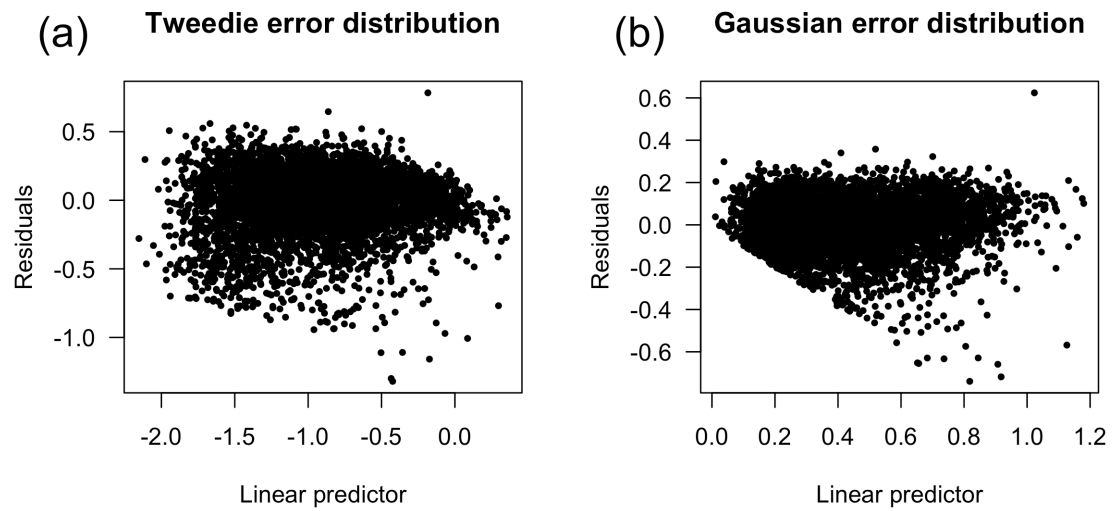 (a) Tweedie error distribution
Residuals
0.5
0.0
-0.5
-1.0
-2.0 -1.5 -1.0 -0.5 0.0
Linear predictor
(b) Gaussian error distribution
Residuals
0.6
0.4
0.2
0.0
-0.2
-0.4
-0.6
0.0 0.2 0.4 0.6 0.8 1.0 1.2
Linear predictor